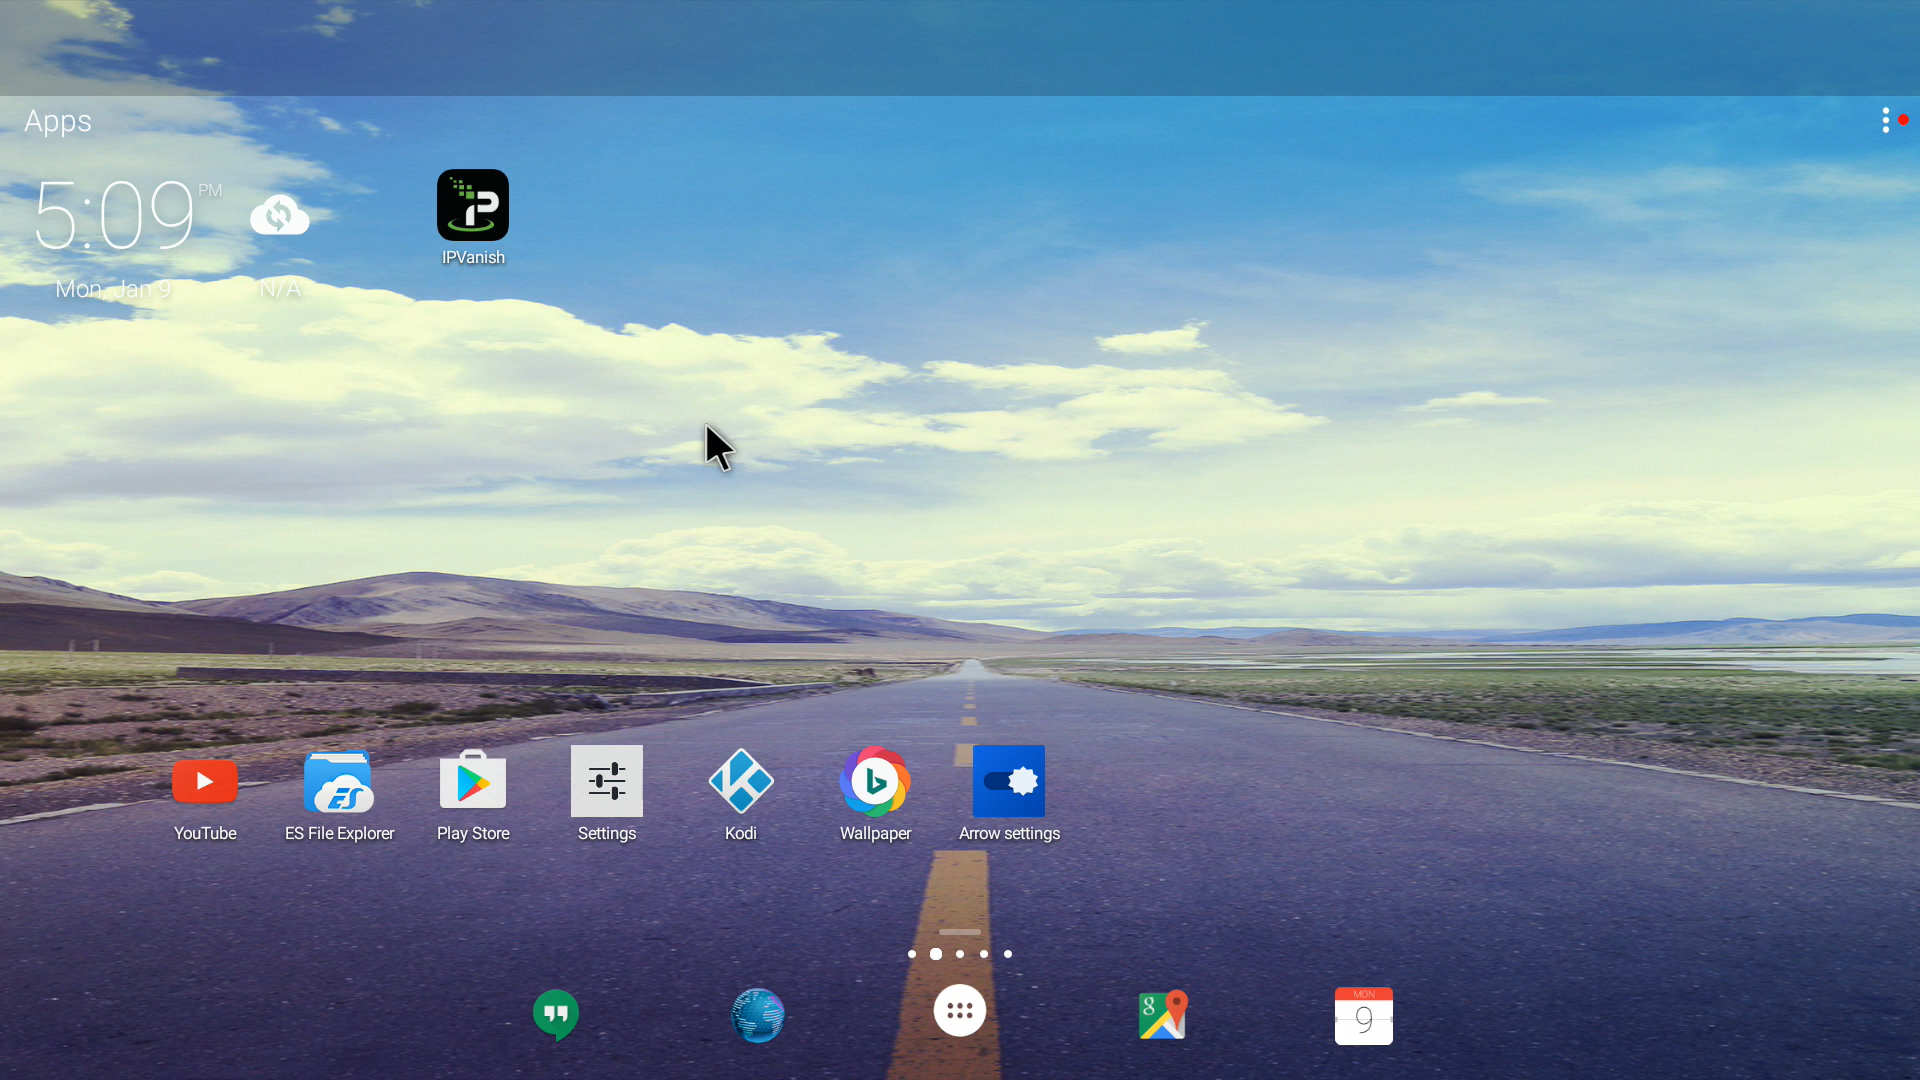 Apps
5:09 PM
Mon, Jan 9
N/A
IPVanish
YouTube
ES File Explorer
Play Store
Settings
Kodi
Wallpaper
Arrow settings
ES
b
g
MON
9